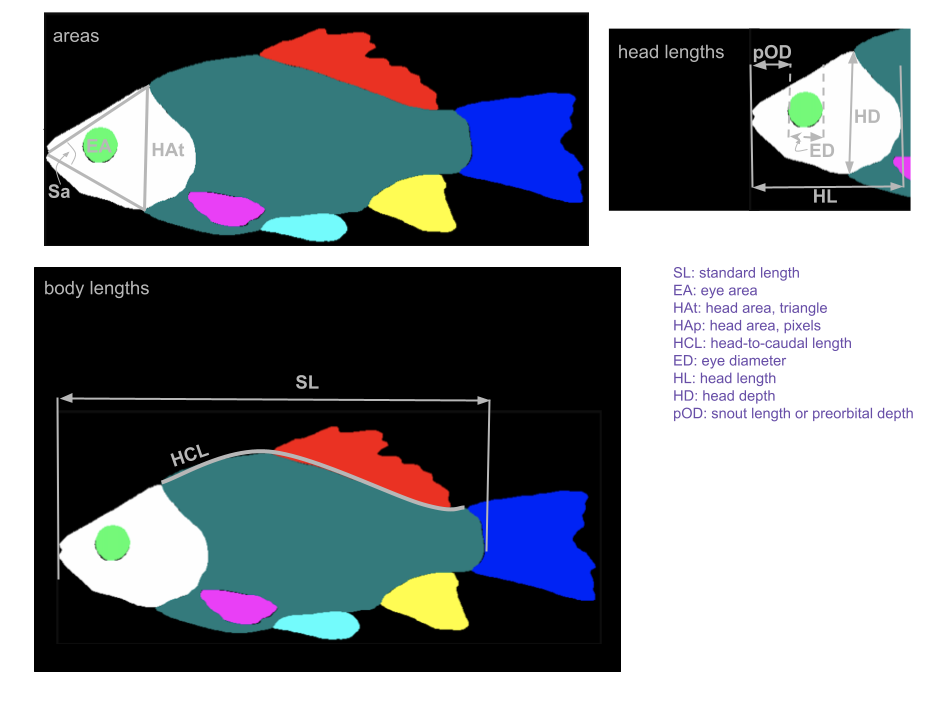 areas
EA
HAt
Sa
head lengths
pOD
HD
ED
HL
body lengths
SL
HCL
SL: standard length
EA: eye area
HAt: head area, triangle
HAp: head area, pixels
HCL: head-to-caudal length
ED: eye diameter
HL: head length
HD: head depth
pOD: snout length or preorbital depth